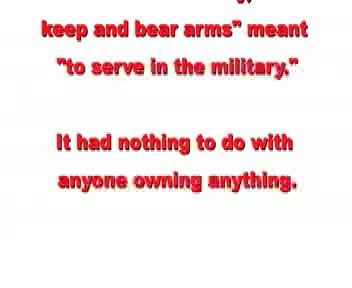 keep and bear arms" meant
"to serve in the military."
It had nothing to do with
anyone owning anything.